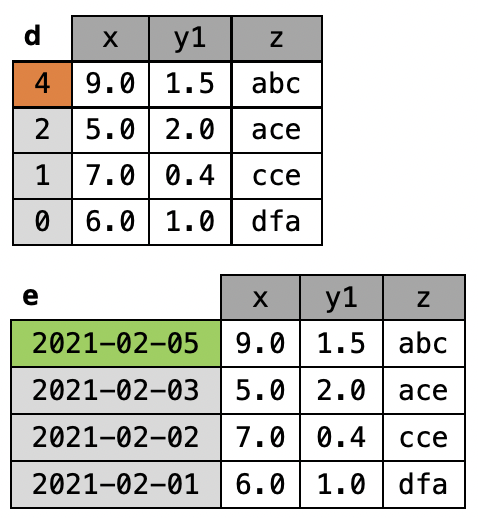 d x y1 z
4 9.0 1.5 abc
2 5.0 2.0 ace
1 7.0 0.4 cce
0 6.0 1.0 dfa
e x y1 z
2021-02-05 9.0 1.5 abc
2021-02-03 5.0 2.0 ace
2021-02-02 7.0 0.4 cce
2021-02-01 6.0 1.0 dfa